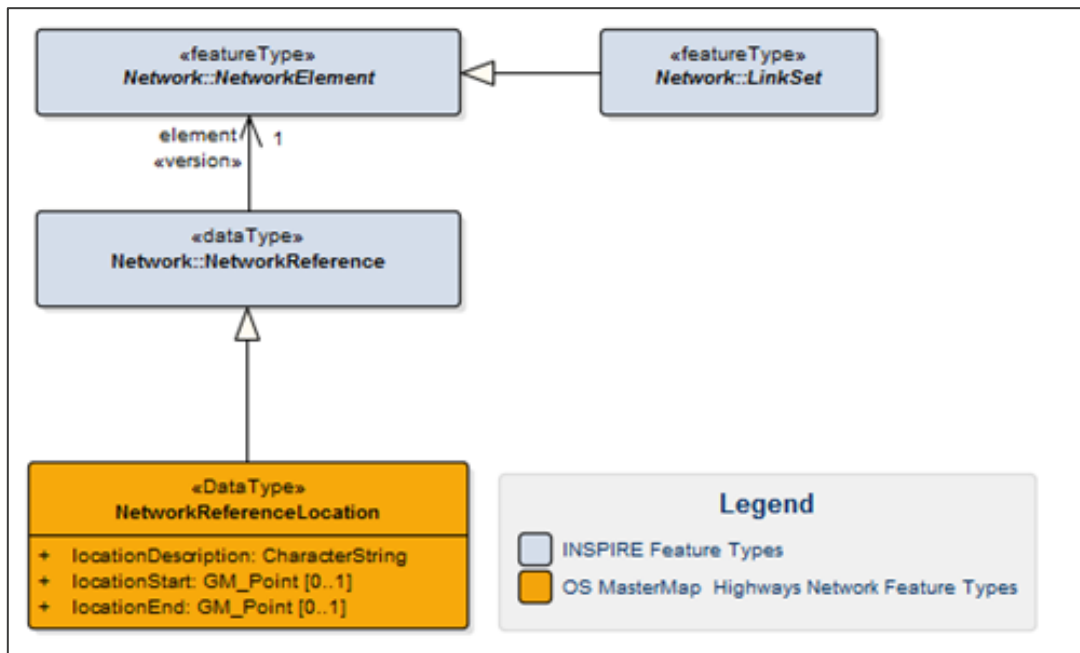 «featureType»
Network::NetworkElement
«featureType»
Network::LinkSet
element
1
«version»
«dataType»
Network::NetworkReference
«DataType»
NetworkReferenceLocation
+ locationDescription: CharacterString
+ locationStart: GM_Point [0..1]
+ locationEnd: GM_Point [0..1]
Legend
INSPIRE Feature Types
OS MasterMap Highways Network Feature Types